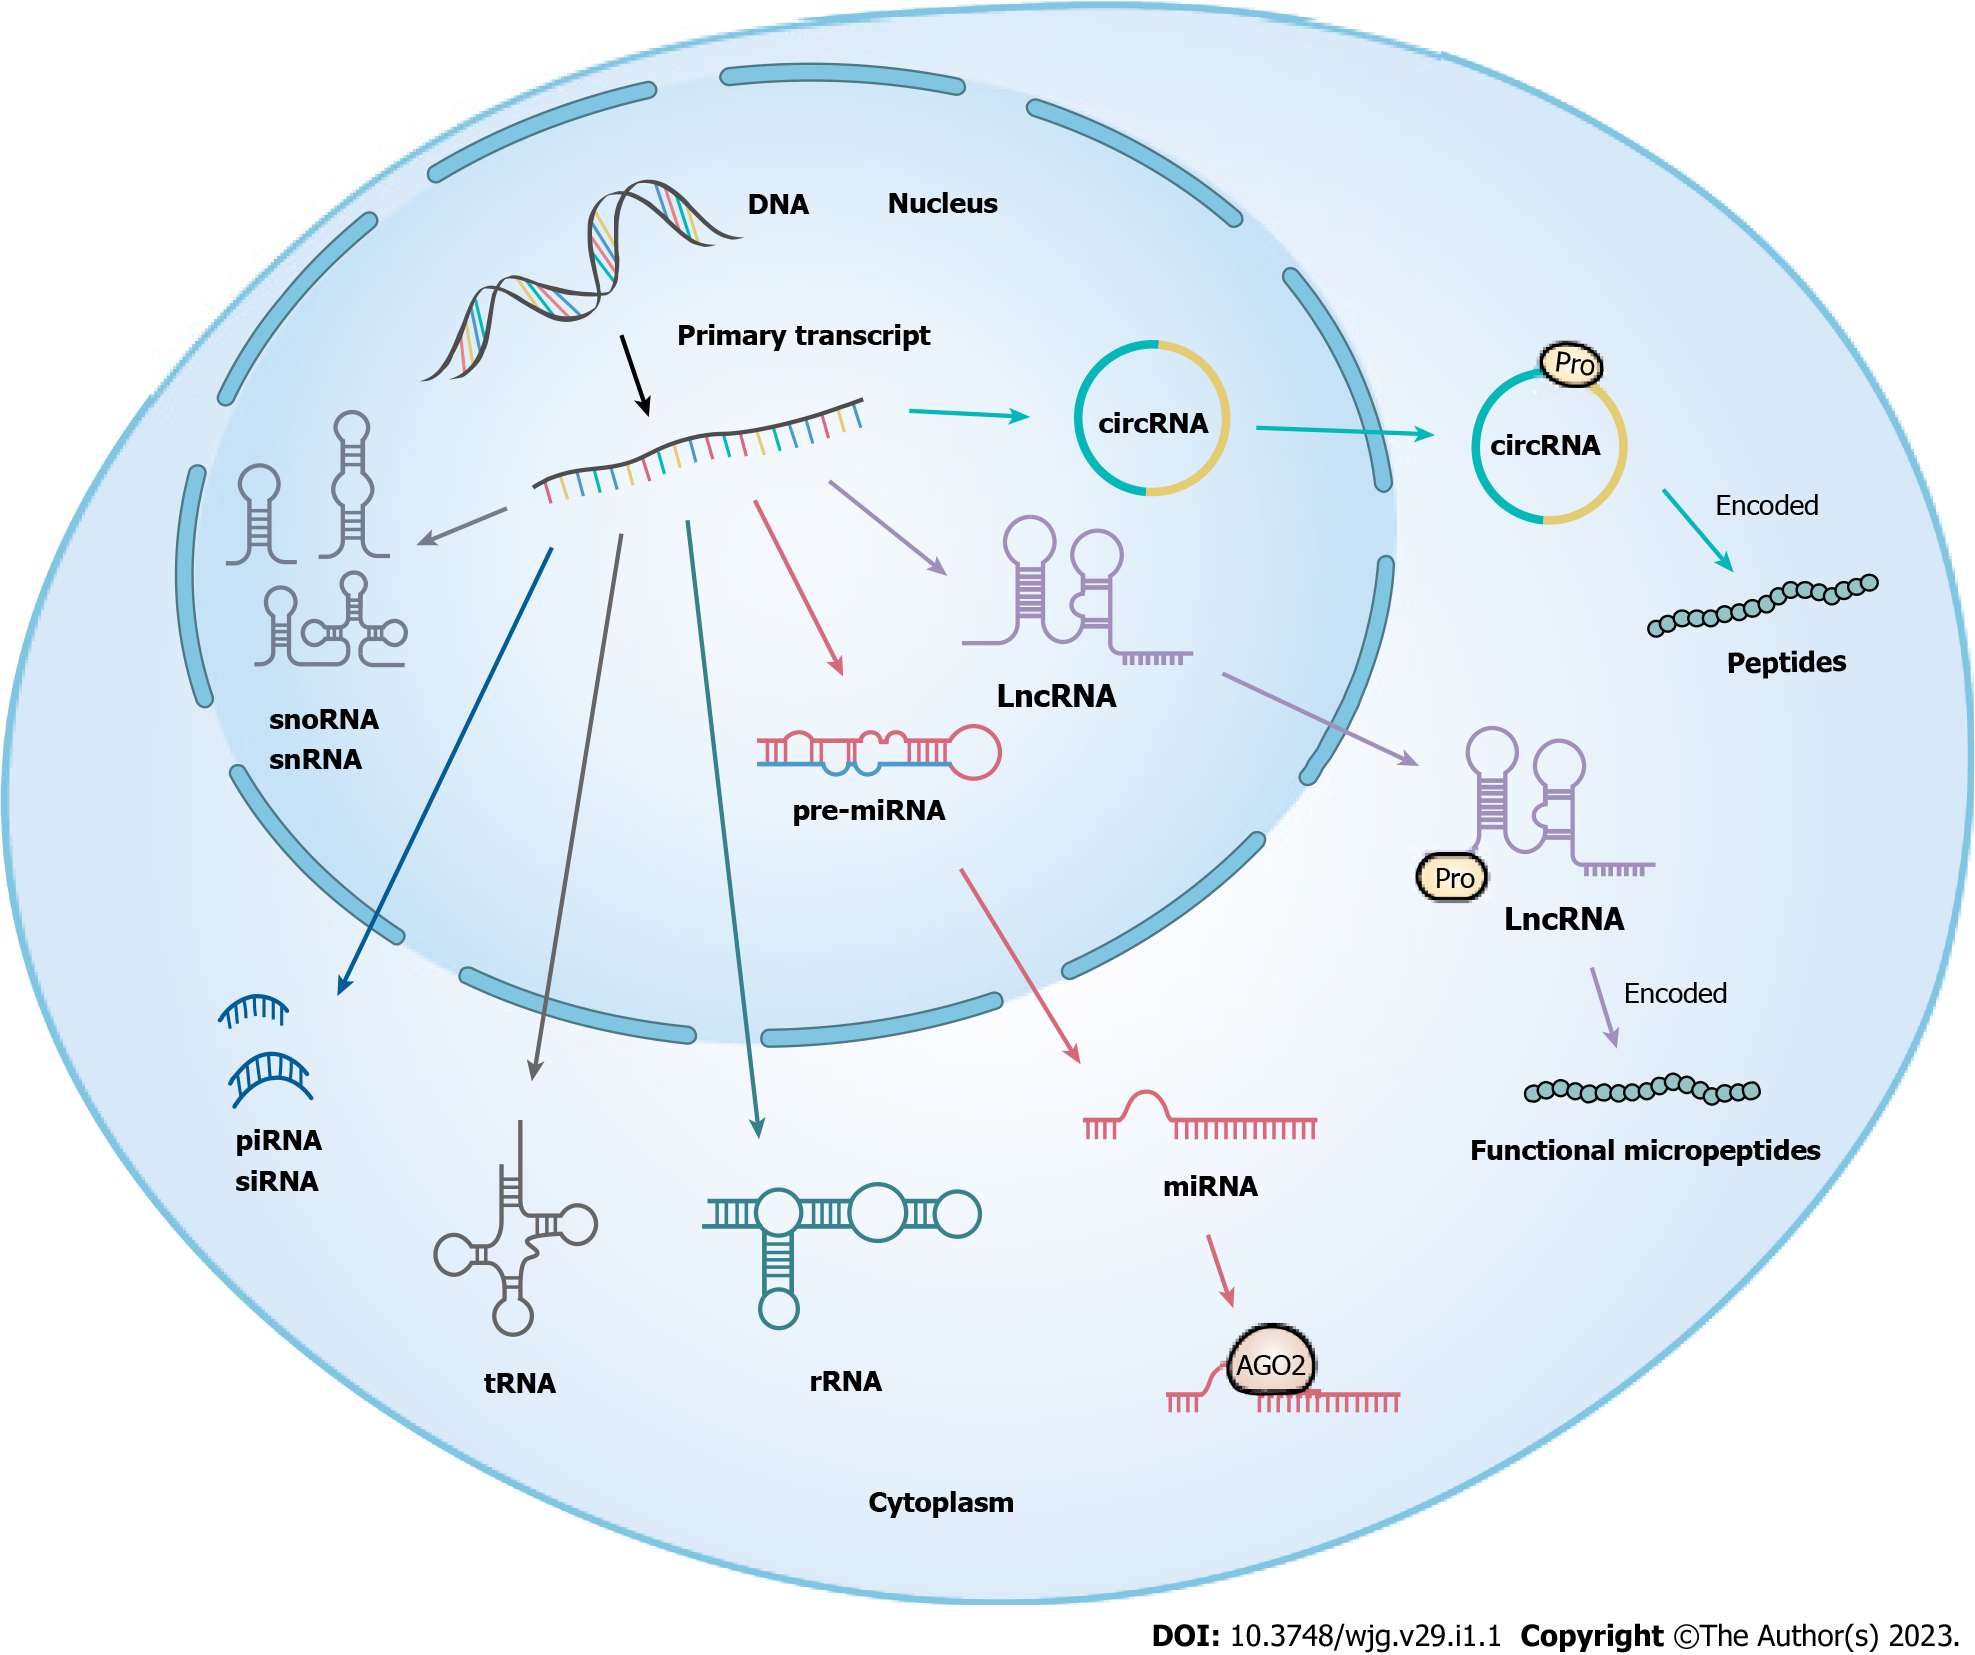 DNA
Nucleus
Primary transcript
Pro
circRNA
circRNA
Encoded
Peptides
LncRNA
snoRNA
snRNA
pre-miRNA
Pro
LncRNA
Encoded
Functional micropeptides
piRNA
siRNA
miRNA
tRNA
rRNA
AGO2
Cytoplasm
DOI: 10.3748/wjg.v29.i1.1 Copyright ©The Author(s) 2023.